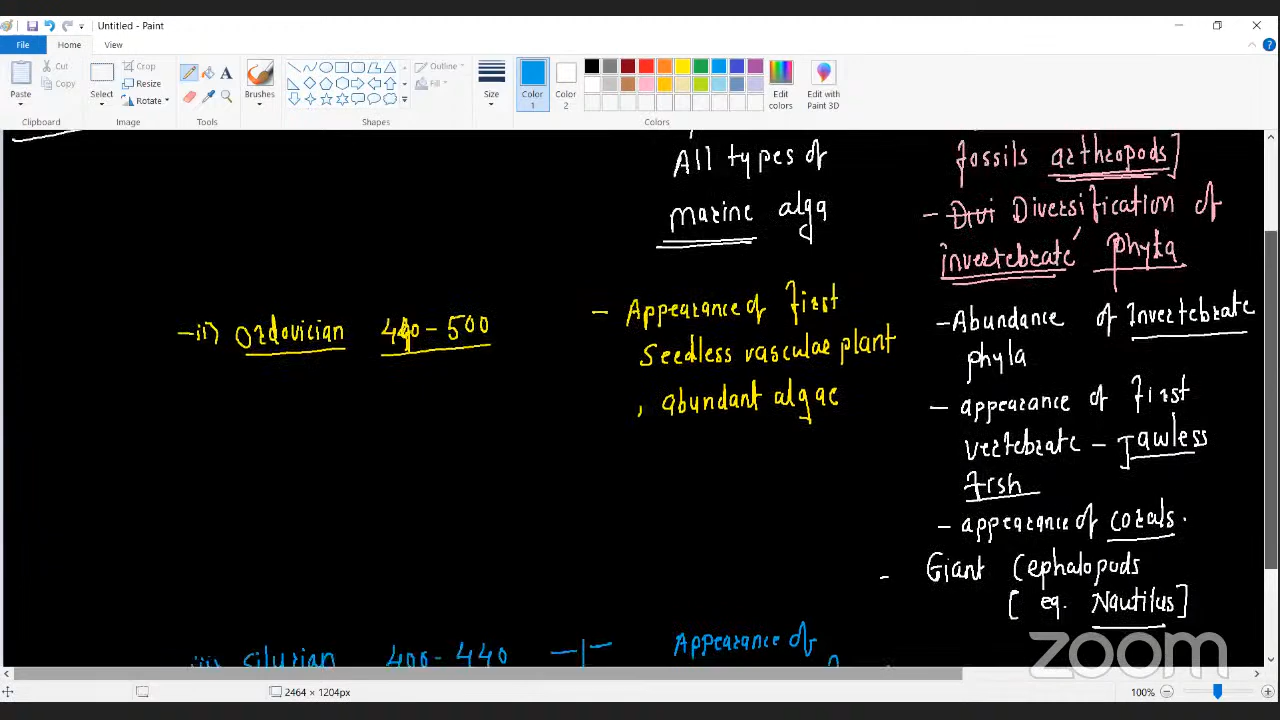 Untitled - Paint
File Home View
Paste
Cut
Copy
Clipboard
Select
Crop
Resize
Rotate
Image
Tools
Brushes
Shapes
Outline
Fill
Size
Color 1
Color 2
Colors
Edit colors
Edit with Paint 3D
All types of
marine alga
fossils arthropods]
- Divi Diversification of
invertebrate phyla
-ii) Ordovician 440 - 500
- Appearance of first
Seedless vascular plant
, abundant algae
- Abundance of Invertebrate
phyla
- appearance of first
vertebrate - Jawless
fish
- appearance of corals.
- Giant Cephalopods
[ eg. Nautilus ]
zoom
iii) Silurian 400 - 440
Appearance of
2464 × 1204px
100%